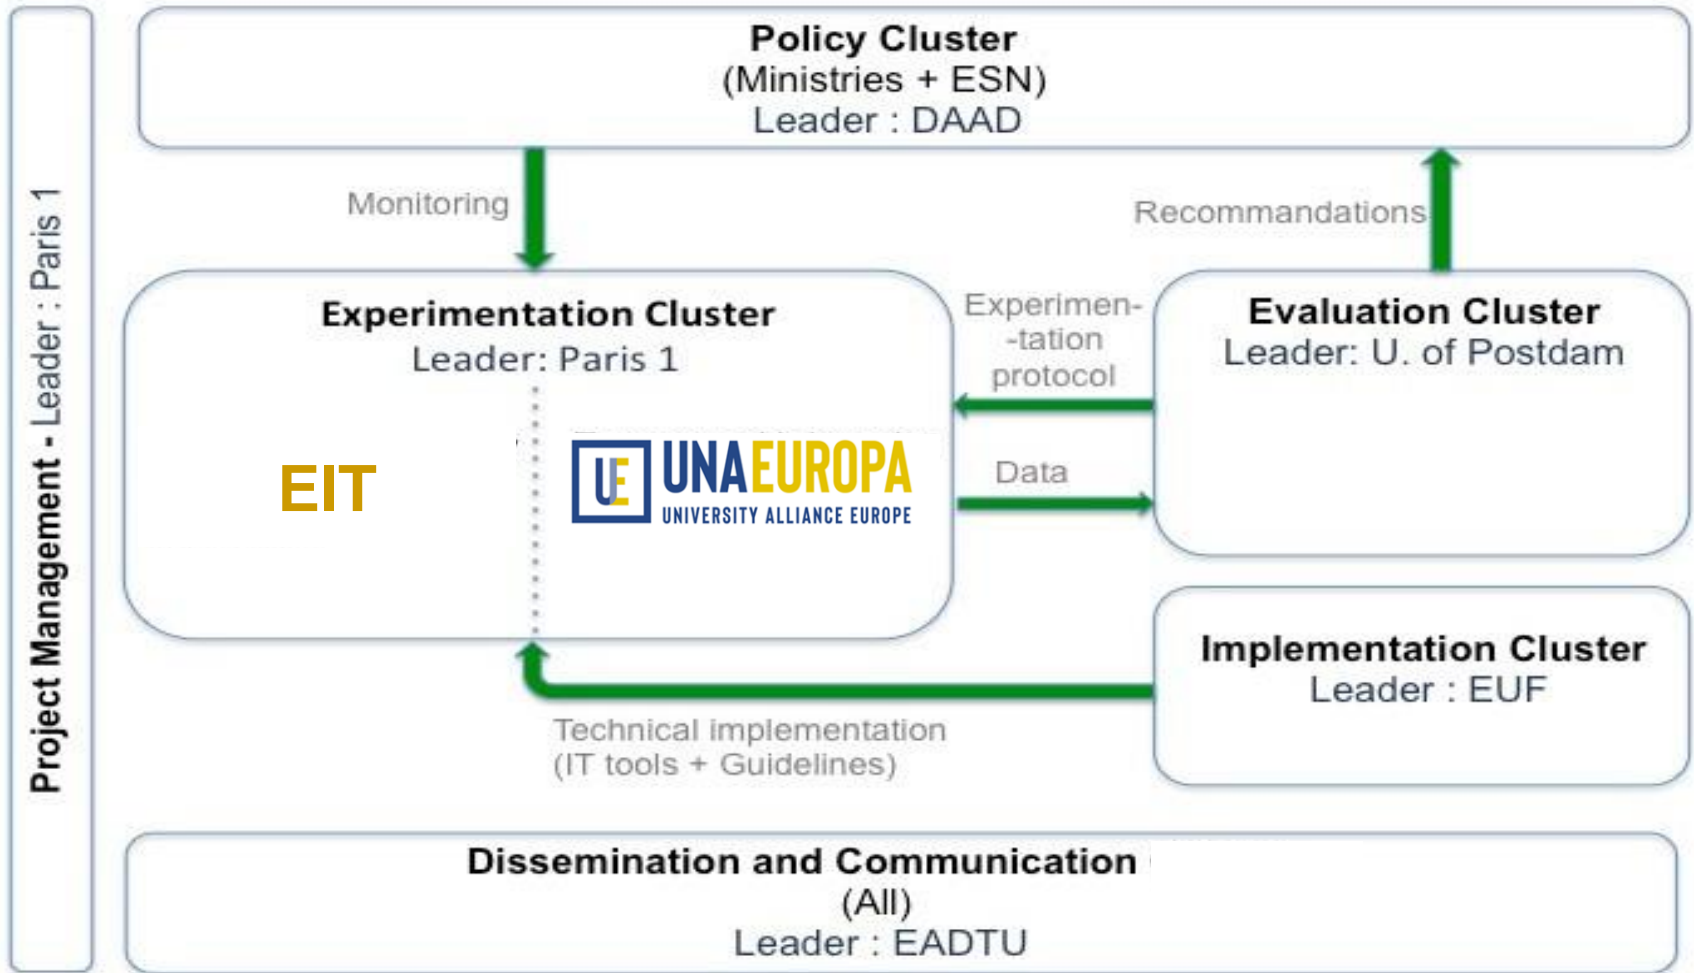 Project Management - Leader : Paris 1
Policy Cluster
(Ministries + ESN)
Leader : DAAD
Monitoring
Recommandations
Experimentation Cluster
Leader: Paris 1
EIT
UE
UNAEUROPA
UNIVERSITY ALLIANCE EUROPE
Experimen-
-tation
protocol
Data
Evaluation Cluster
Leader: U. of Postdam
Implementation Cluster
Leader : EUF
Technical implementation
(IT tools + Guidelines)
Dissemination and Communication
(All)
Leader : EADTU